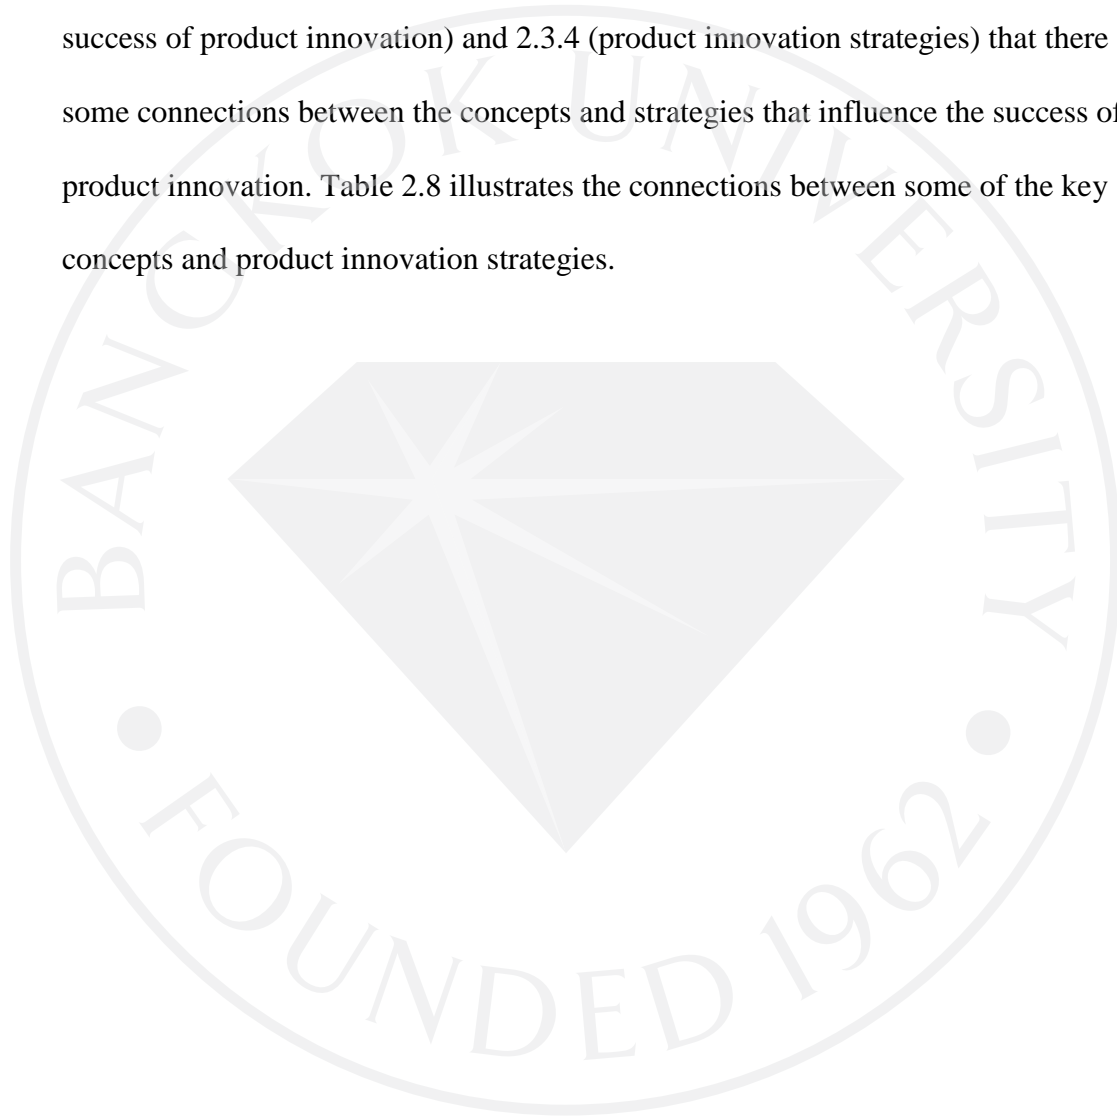 success of product innovation) and 2.3.4 (product innovation strategies) that there
some connections between the concepts and strategies that influence the success of
product innovation. Table 2.8 illustrates the connections between some of the key
concepts and product innovation strategies.
BANGKOK UNIVERSITY
• FOUNDED 1962 •